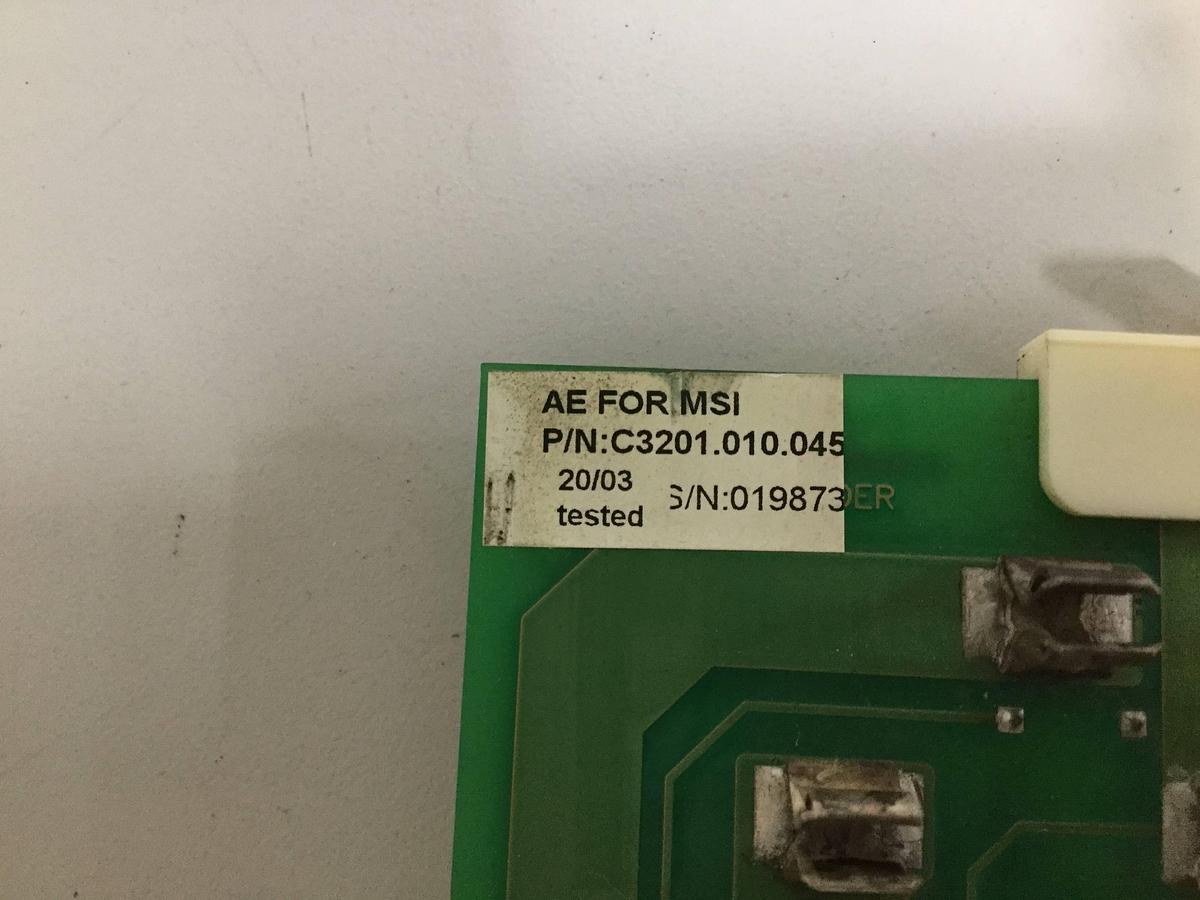 AE FOR MSI
P/N:C3201.010.045
20/03 S/N:019873
tested